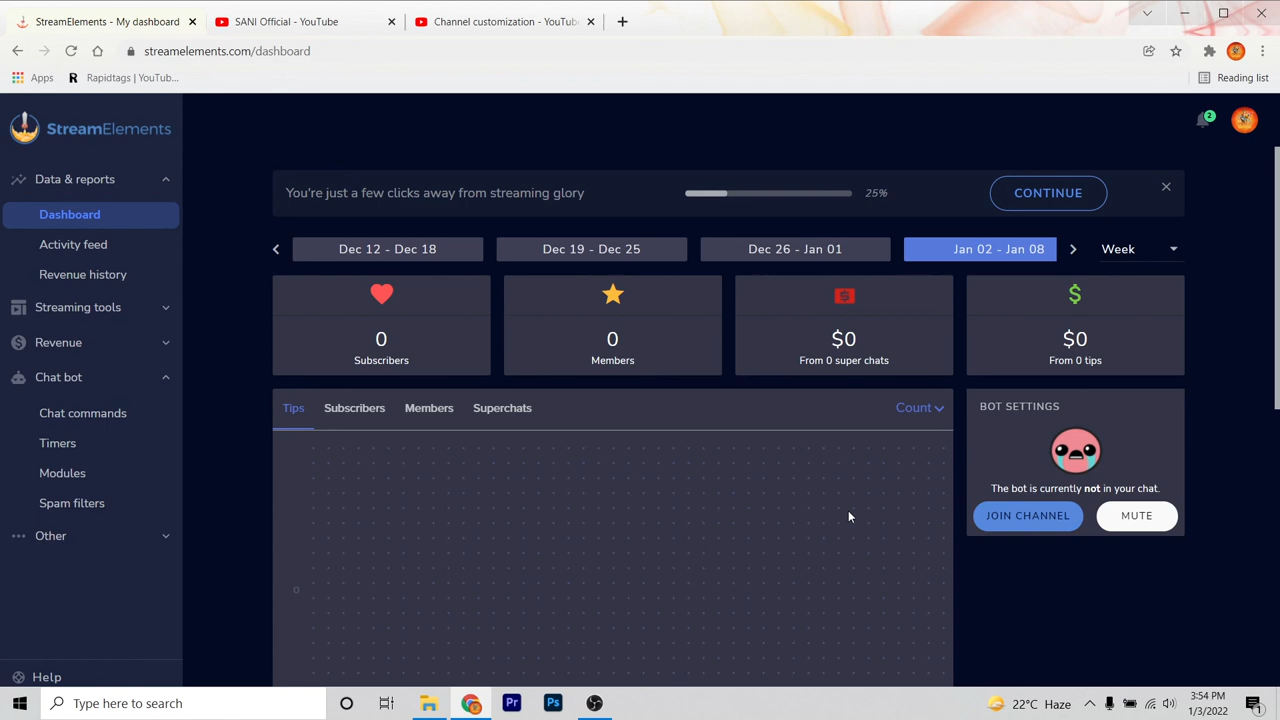 StreamElements - My dashboard
SANI Official - YouTube
Channel customization - YouTube
streamelements.com/dashboard
Apps
Rapidtags | YouTub...
Reading list
StreamElements
2
Data & reports
Dashboard
Activity feed
Revenue history
Streaming tools
Revenue
Chat bot
Chat commands
Timers
Modules
Spam filters
Other
Help
You're just a few clicks away from streaming glory
25%
CONTINUE
Dec 12 - Dec 18
Dec 19 - Dec 25
Dec 26 - Jan 01
Jan 02 - Jan 08
Week
0
Subscribers
0
Members
$0
From 0 super chats
$0
From 0 tips
Tips
Subscribers
Members
Superchats
Count
0
BOT SETTINGS
The bot is currently not in your chat.
JOIN CHANNEL
MUTE
Type here to search
Pr
Ps
22°C Haze
3:54 PM
1/3/2022
1